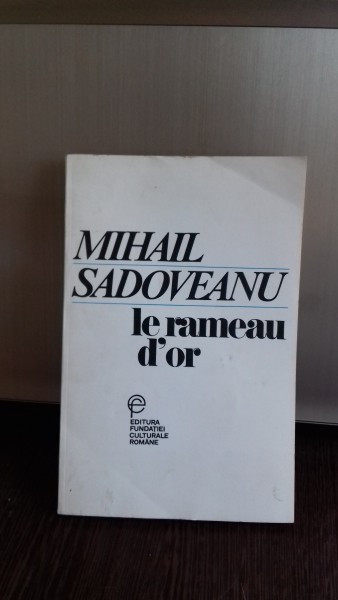 MIHAIL
SADOVEANU
le rameau
d'or
EDITURA
FUNDAȚIEI
CULTURALE
ROMÂNE